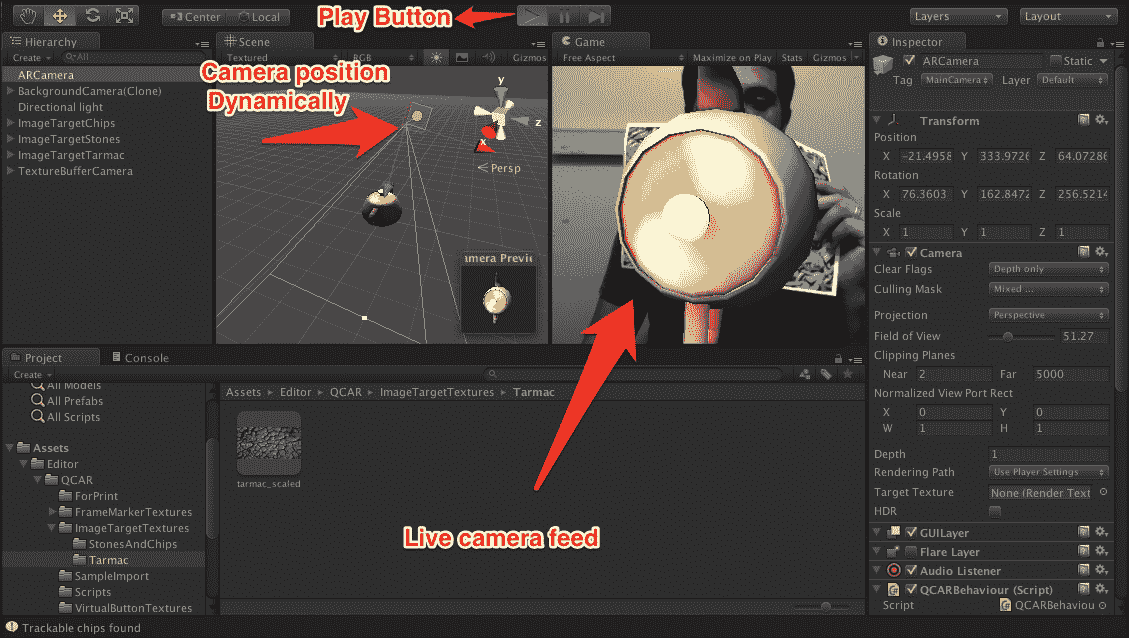 Center Local Play Button Layers Layout
Hierarchy Scene Game Inspector
Create All Textured RGB Gizmos Free Aspect Maximize on Play Stats Gizmos
ARCamera
BackgroundCamera(Clone)
Directional light
ImageTargetChips
ImageTargetStones
ImageTargetTarmac
TextureBufferCamera
Camera position
Dynamically
y
z
x
Persp
amera Previ
ARCamera Static
Tag MainCamera Layer Default
Transform
Position
X -21.4958 Y 333.9726 Z 64.07286
Rotation
X 76.3603 Y 162.8472 Z 256.5214
Scale
X 1 Y 1 Z 1
Camera
Clear Flags Depth only
Culling Mask Mixed ...
Projection Perspective
Field of View 51.27
Clipping Planes
Near 2 Far 5000
Normalized View Port Rect
X 0 Y 0
W 1 H 1
Depth 1
Rendering Path Use Player Settings
Target Texture None (Render Text
HDR
GUILayer
Flare Layer
Audio Listener
QCARBehaviour (Script)
Script QCARBehaviou
Project Console
Create
All Models
All Prefabs
All Scripts
Assets
Editor
QCAR
ForPrint
FrameMarkerTextures
ImageTargetTextures
StonesAndChips
Tarmac
SampleImport
Scripts
VirtualButtonTextures
Assets Editor QCAR ImageTargetTextures Tarmac
tarmac_scaled
Live camera feed
Trackable chips found